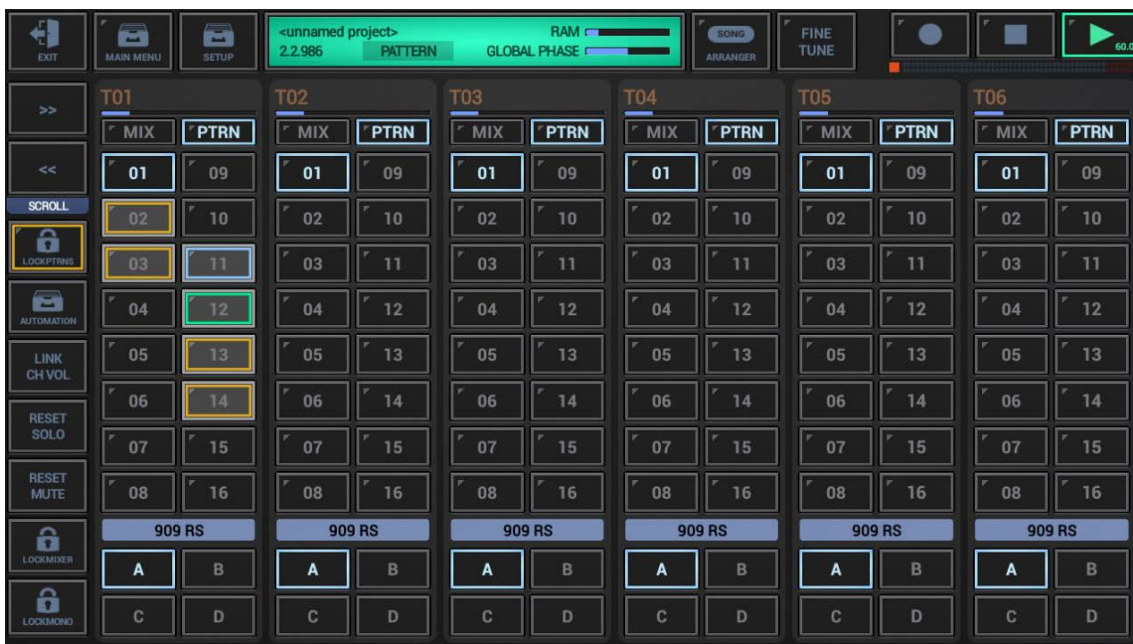 EXIT
MAIN MENU
SETUP
<unnamed project>
2.2.986
PATTERN
RAM
GLOBAL PHASE
SONG
ARRANGER
FINE
TUNE
60.0
>>
<<
SCROLL
LOCKPTRNS
AUTOMATION
LINK
CH VOL
RESET
SOLO
RESET
MUTE
LOCKMIXER
LOCKMONO
T01 T02 T03 T04 T05 T06
MIX PTRN MIX PTRN MIX PTRN MIX PTRN MIX PTRN MIX PTRN
01 09 01 09 01 09 01 09 01 09 01 09
02 10 02 10 02 10 02 10 02 10 02 10
03 11 03 11 03 11 03 11 03 11 03 11
04 12 04 12 04 12 04 12 04 12 04 12
05 13 05 13 05 13 05 13 05 13 05 13
06 14 06 14 06 14 06 14 06 14 06 14
07 15 07 15 07 15 07 15 07 15 07 15
08 16 08 16 08 16 08 16 08 16 08 16
909 RS 909 RS 909 RS 909 RS 909 RS 909 RS
A B A B A B A B A B A B
C D C D C D C D C D C D